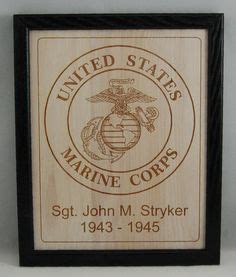 UNITED STATES
MARINE CORPS
Sgt. John M. Stryker
1943 - 1945